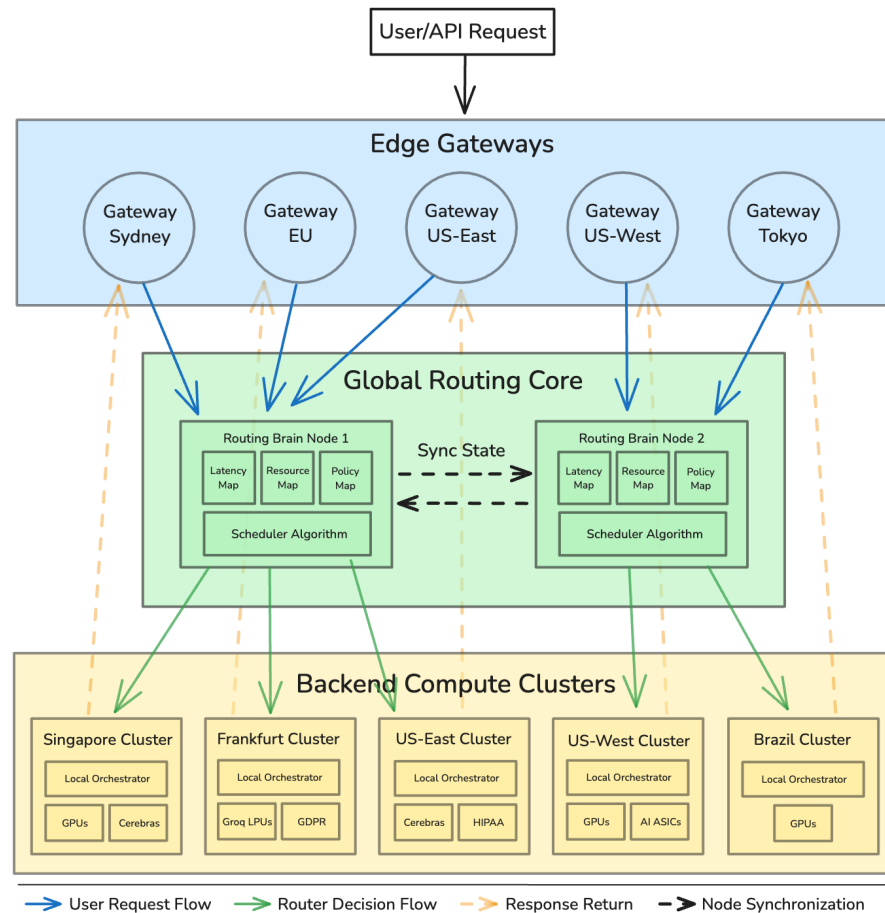 User/API Request
Edge Gateways
Gateway
Sydney
Gateway
EU
Gateway
US-East
Gateway
US-West
Gateway
Tokyo
Global Routing Core
Routing Brain Node 1
Latency
Map
Resource
Map
Policy
Map
Scheduler Algorithm
Sync State
Routing Brain Node 2
Latency
Map
Resource
Map
Policy
Map
Scheduler Algorithm
Backend Compute Clusters
Singapore Cluster
Local Orchestrator
GPUs
Cerebras
Frankfurt Cluster
Local Orchestrator
Groq LPUs
GDPR
US-East Cluster
Local Orchestrator
Cerebras
HIPAA
US-West Cluster
Local Orchestrator
GPUs
AI ASICs
Brazil Cluster
Local Orchestrator
GPUs
User Request Flow
Router Decision Flow
Response Return
Node Synchronization